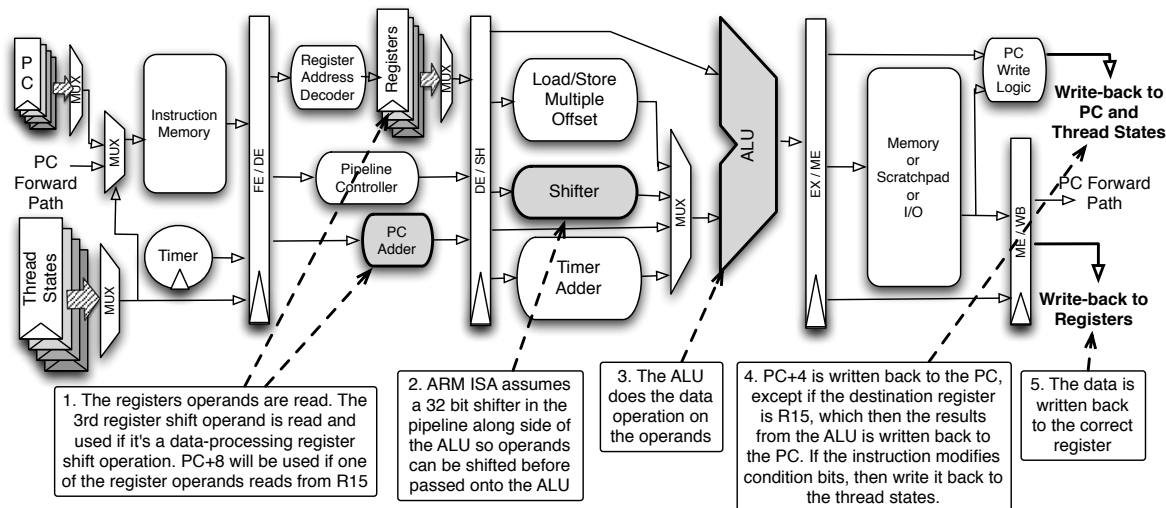 P
C
MUX
PC
Forward
Path
MUX
Instruction
Memory
Thread
States
MUX
Timer
FE / DE
Register
Address
Decoder
Registers
MUX
Pipeline
Controller
PC
Adder
DE / SH
Load/Store
Multiple
Offset
Shifter
Timer
Adder
MUX
ALU
EX / ME
Memory
or
Scratchpad
or
I/O
PC
Write
Logic
ME / WB
Write-back to
PC and
Thread States
PC Forward
Path
Write-back to
Registers
1. The registers operands are read. The
3rd register shift operand is read and
used if it's a data-processing register
shift operation. PC+8 will be used if one
of the register operands reads from R15
2. ARM ISA assumes
a 32 bit shifter in the
pipeline along side of
the ALU so operands
can be shifted before
passed onto the ALU
3. The ALU
does the data
operation on
the operands
4. PC+4 is written back to the PC,
except if the destination register
is R15, which then the results
from the ALU is written back to
the PC. If the instruction modifies
condition bits, then write it back to
the thread states.
5. The data is
written back
to the correct
register